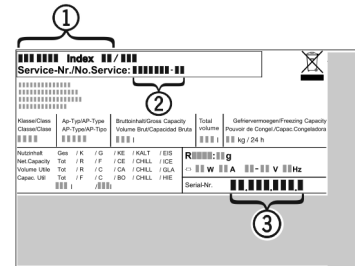 1
Index /
Service-Nr./No.Service: -
2
Klasse/Class
Classe/Clase
Ap-Typ/AP-Type
AP-Type/AP-Tipo
Bruttoinhalt/Gross Capacity
Volume Brut/Capacidad Bruta
l
Total
volume
l
Gefriervermoegen/Freezing Capacity
Pouvoir de Congel./Capac.Congeladora
kg / 24 h
Nutzinhalt Ges / K / G / KE / KALT / EIS
Net.Capacity Tot / R / F / CE / CHILL / ICE
Volume Utile Tot / R / C / CA / CHILL / GLA
Capac. Util Tot / F / C / BO / CHILL / HIE
l / l
R : g
W A - V Hz
Serial-Nr. . . .
3